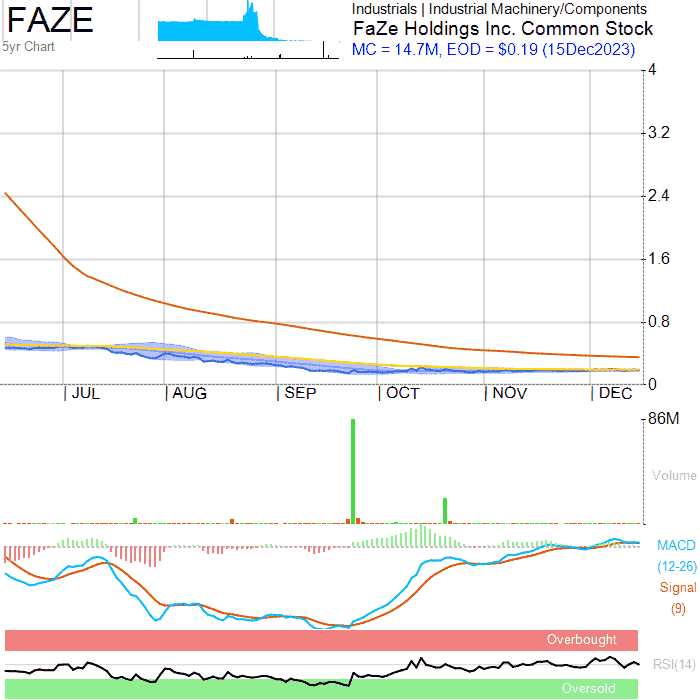 FAZE
5yr Chart
Industrials | Industrial Machinery/Components
FaZe Holdings Inc. Common Stock
MC = 14.7M, EOD = $0.19 (15Dec2023)
4
3.2
2.4
1.6
0.8
0
| JUL
| AUG
| SEP
| OCT
| NOV
| DEC
86M
Volume
MACD
(12-26)
Signal
(9)
Overbought
RSI(14)
Oversold